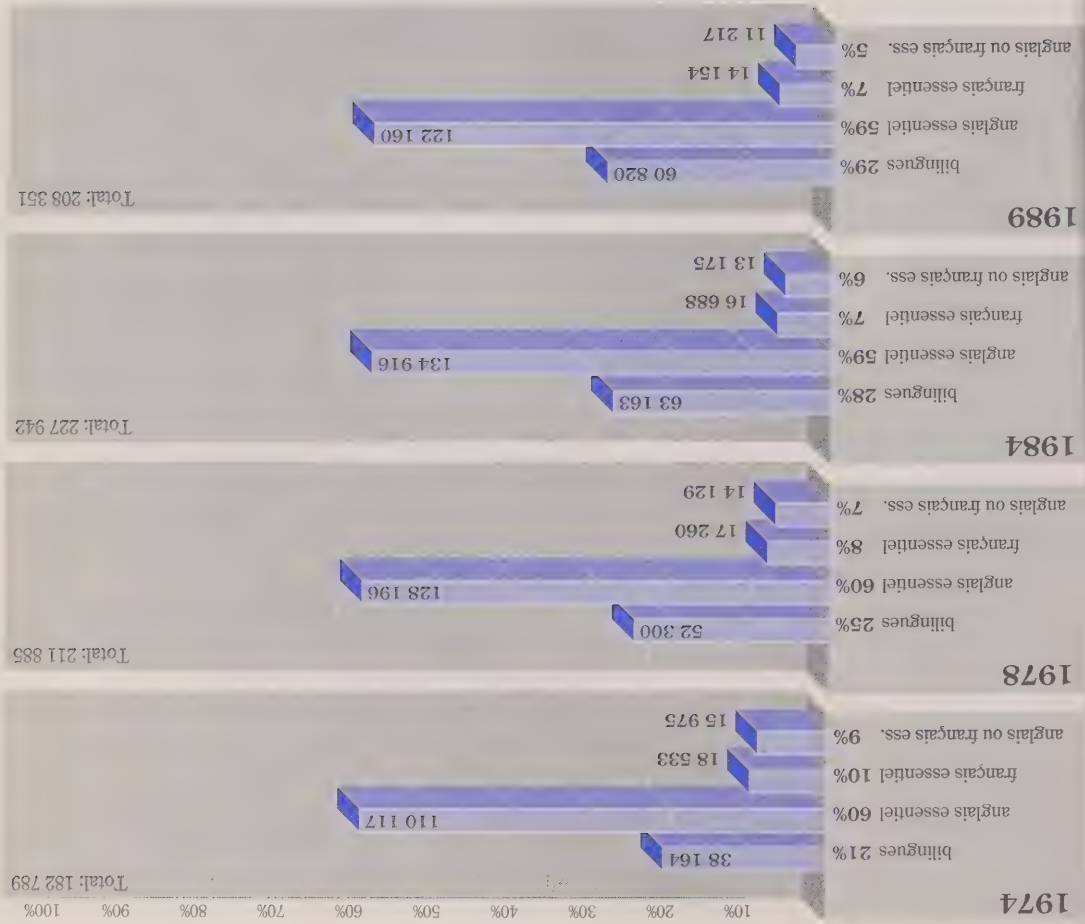 10% 20% 30% 40% 50% 60% 70% 80% 90% 100%
1974
Total: 182 789
bilingues 21% 38 164
anglais essentiel 60% 110 117
français essentiel 10% 18 533
anglais ou français ess. 9% 15 975
1978
Total: 211 885
bilingues 25% 52 300
anglais essentiel 60% 128 196
français essentiel 8% 17 260
anglais ou français ess. 7% 14 129
1984
Total: 227 942
bilingues 28% 63 163
anglais essentiel 59% 134 916
français essentiel 7% 16 688
anglais ou français ess. 6% 13 175
1989
Total: 208 351
bilingues 29% 60 820
anglais essentiel 59% 122 160
français essentiel 7% 14 154
anglais ou français ess. 5% 11 217